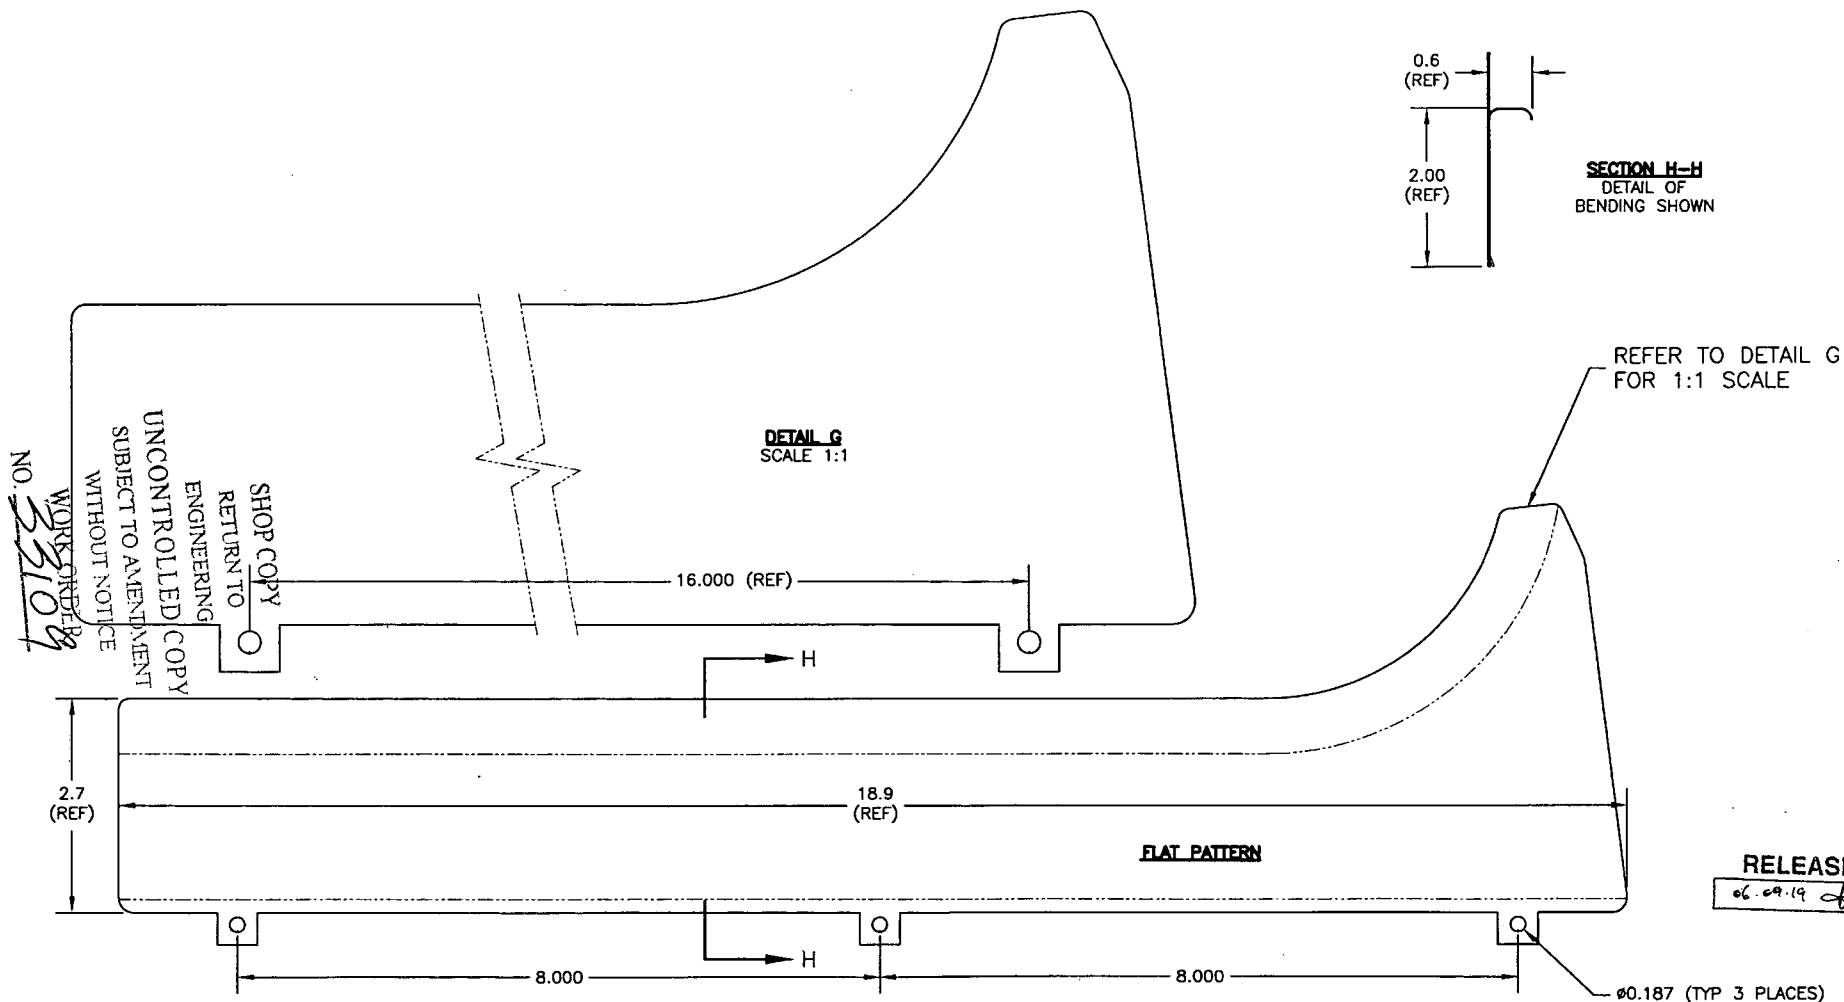 0.6
(REF)
2.00
(REF)
SECTION H-H
DETAIL OF
BENDING SHOWN
REFER TO DETAIL G
FOR 1:1 SCALE
DETAIL G
SCALE 1:1
SHOP COPY
RETURN TO
ENGINEERING
UNCONTROLLED COPY
SUBJECT TO AMENDMENT
WITHOUT NOTICE
WORK ORDER
NO. 33109
16.000 (REF)
H
2.7
(REF)
18.9
(REF)
FLAT PATTERN
RELEAS
06.09.19
H
8.000
8.000
ø0.187 (TYP 3 PLACES)